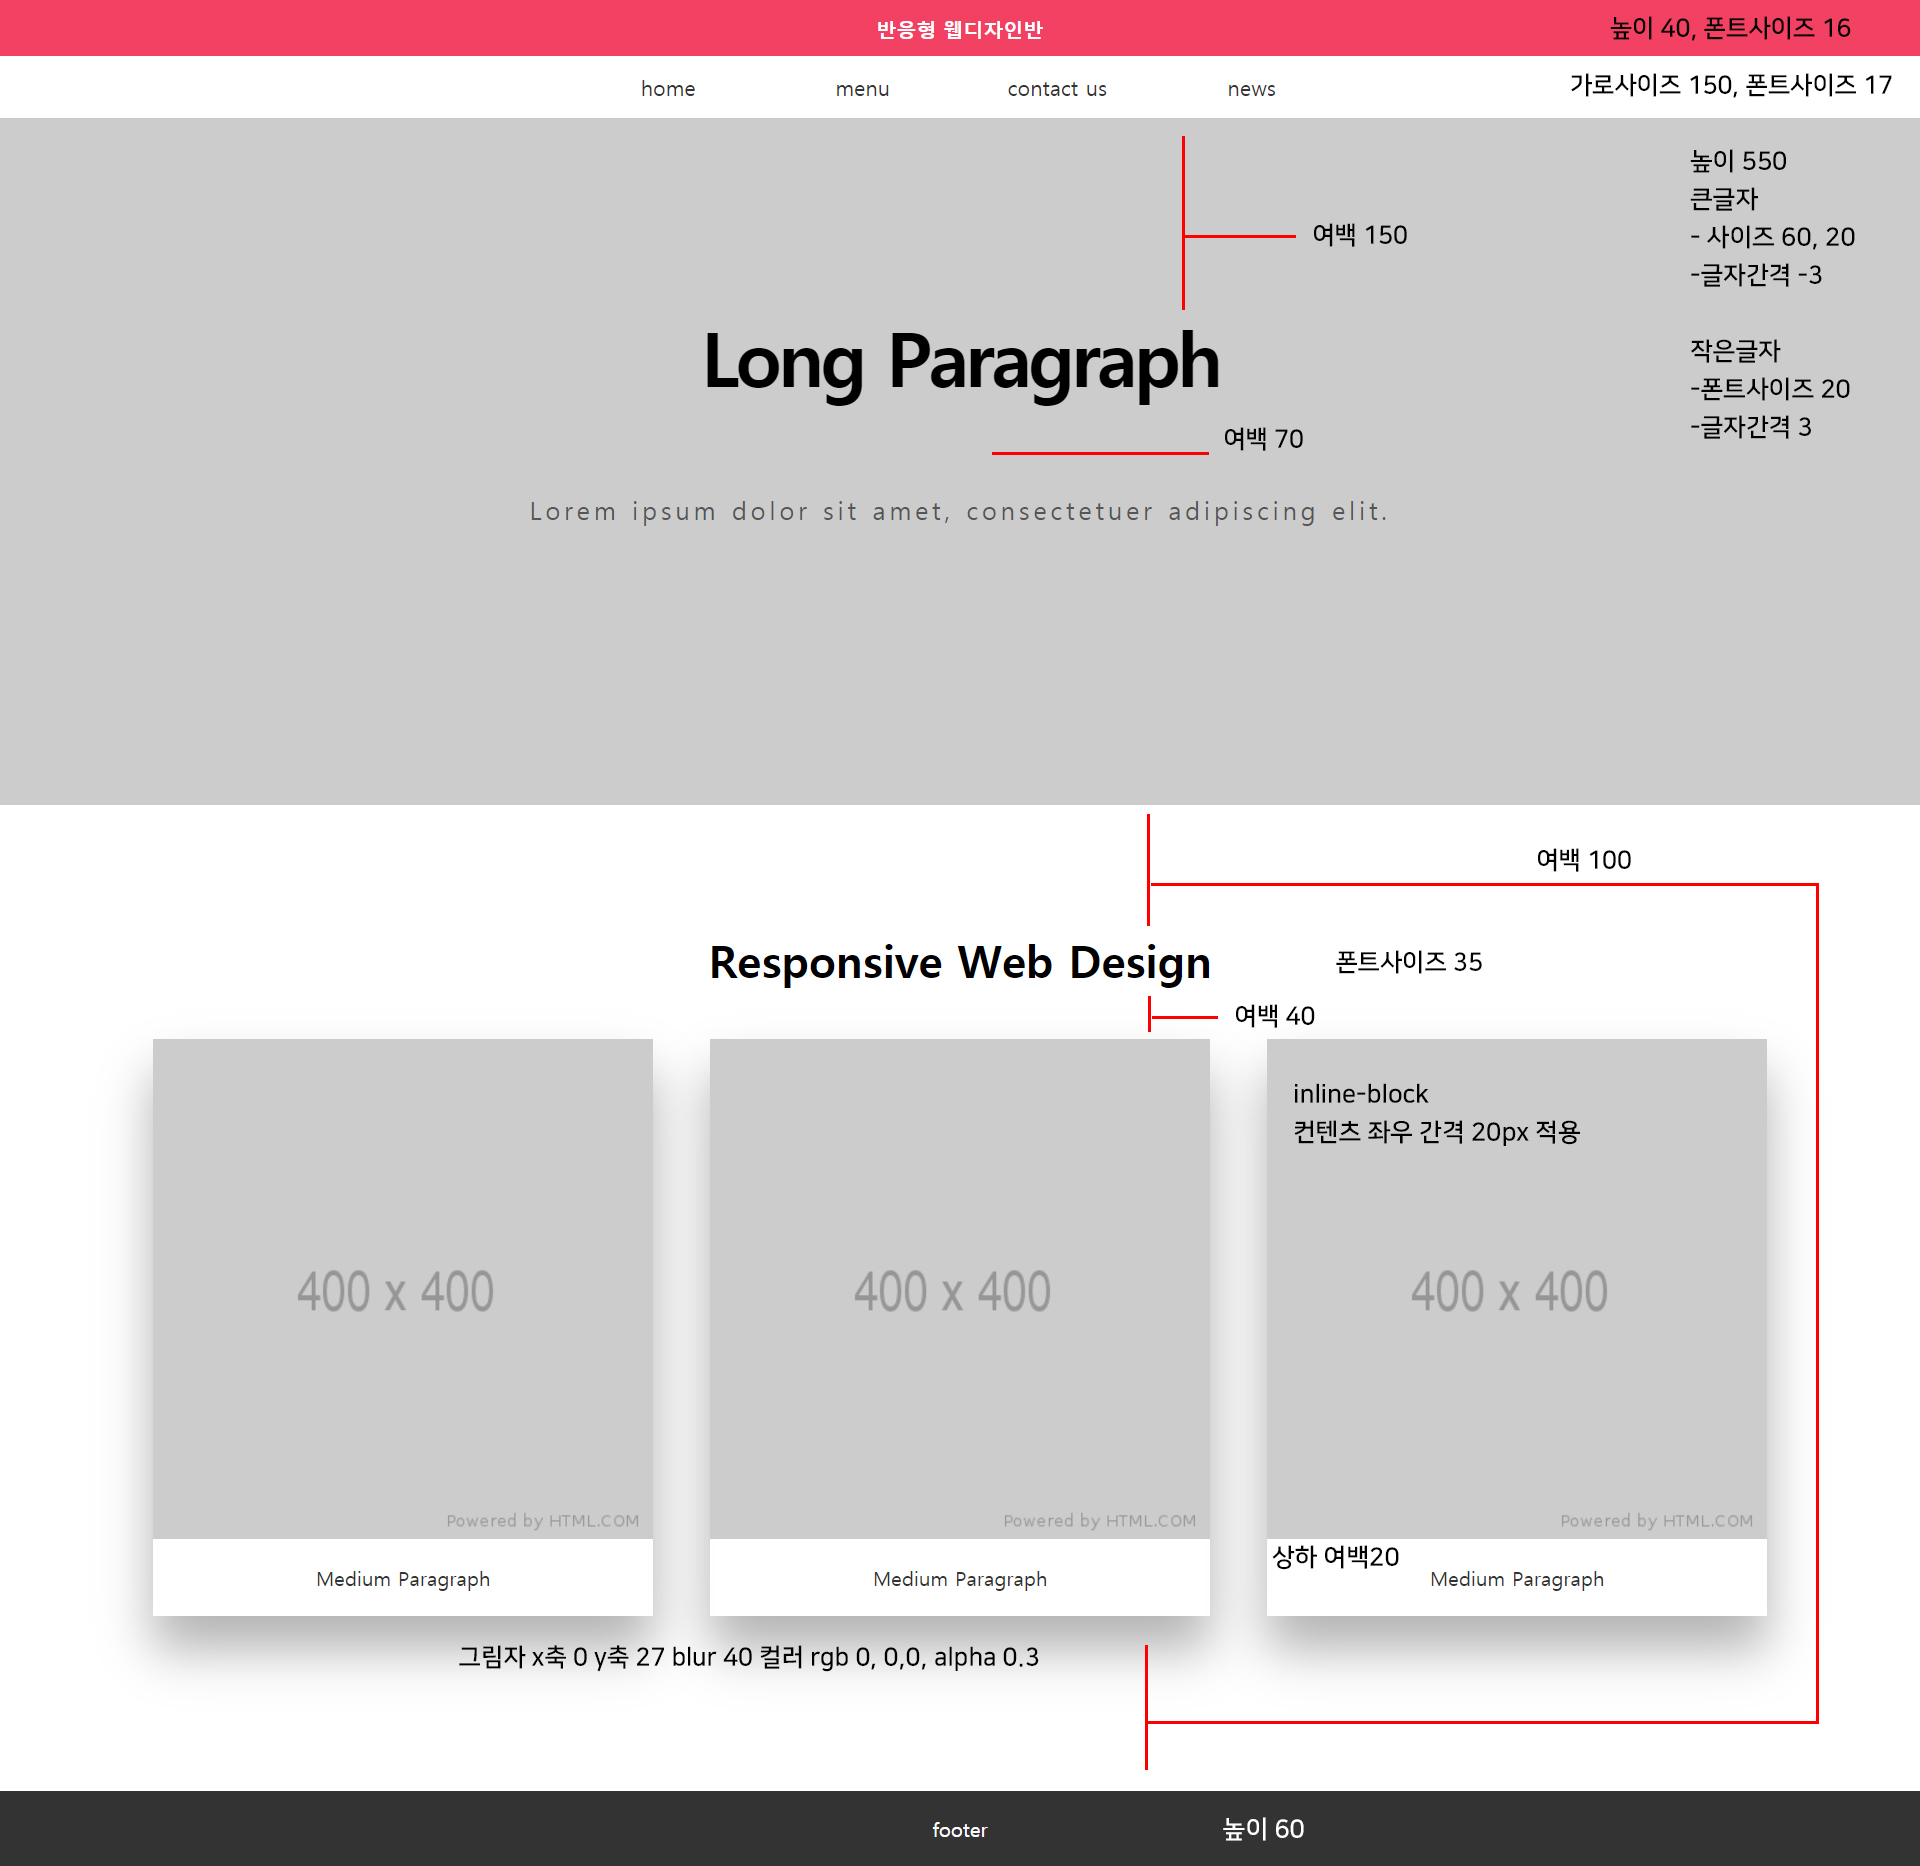 반응형 웹디자인반
높이 40, 폰트사이즈 16
home
menu
contact us
news
가로사이즈 150, 폰트사이즈 17
높이 550
큰글자
- 사이즈 60, 20
-글자간격 -3
여백 150
Long Paragraph
작은글자
-폰트사이즈 20
-글자간격 3
여백 70
Lorem ipsum dolor sit amet, consectetuer adipiscing elit.
여백 100
Responsive Web Design
폰트사이즈 35
여백 40
inline-block
컨텐츠 좌우 간격 20px 적용
400 x 400
400 x 400
400 x 400
Powered by HTML.COM
Powered by HTML.COM
Powered by HTML.COM
상하 여백20
Medium Paragraph
Medium Paragraph
Medium Paragraph
그림자 x축 0 y축 27 blur 40 컬러 rgb 0, 0,0, alpha 0.3
footer
높이 60